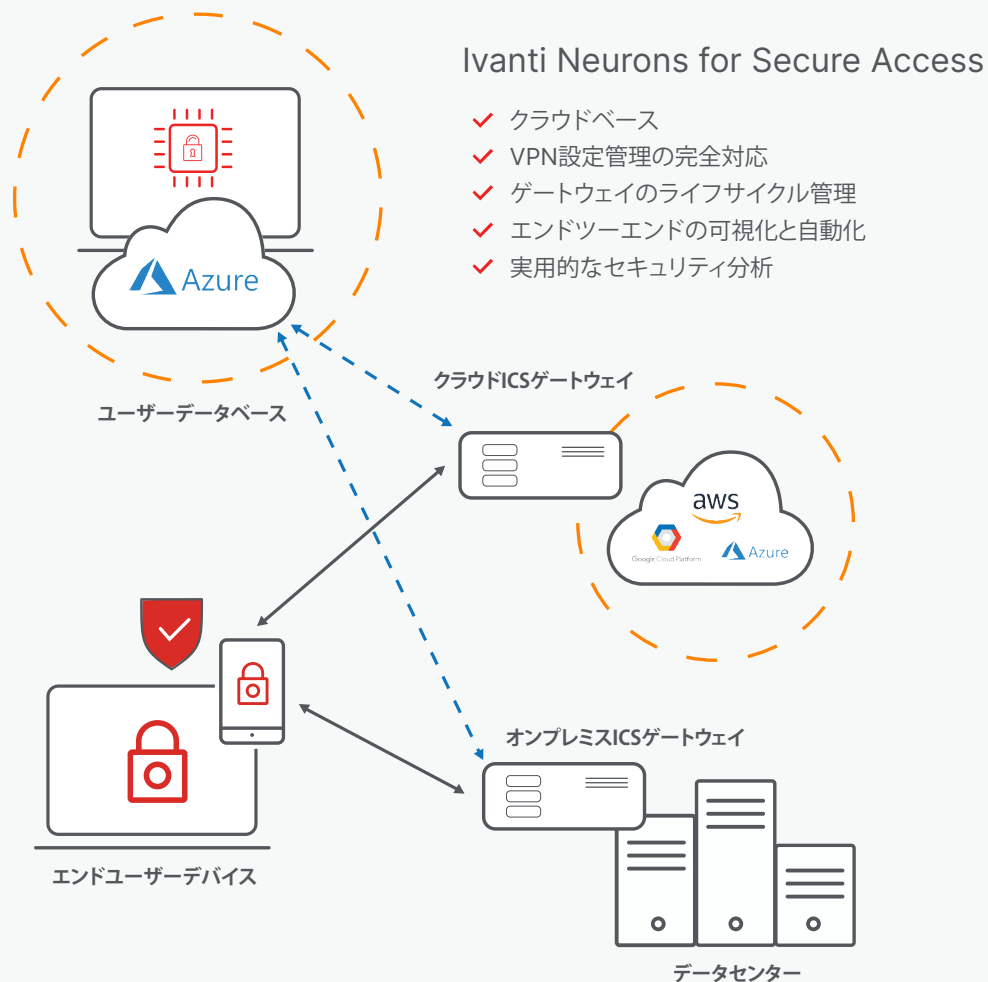 Ivanti Neurons for Secure Access
クラウドベース
VPN設定管理の完全対応
ゲートウェイのライフサイクル管理
エンドツーエンドの可視化と自動化
実用的なセキュリティ分析
Azure
ユーザーデータベース
クラウドICSゲートウェイ
aws
Google Cloud Platform
Azure
オンプレミスICSゲートウェイ
エンドユーザーデバイス
データセンター